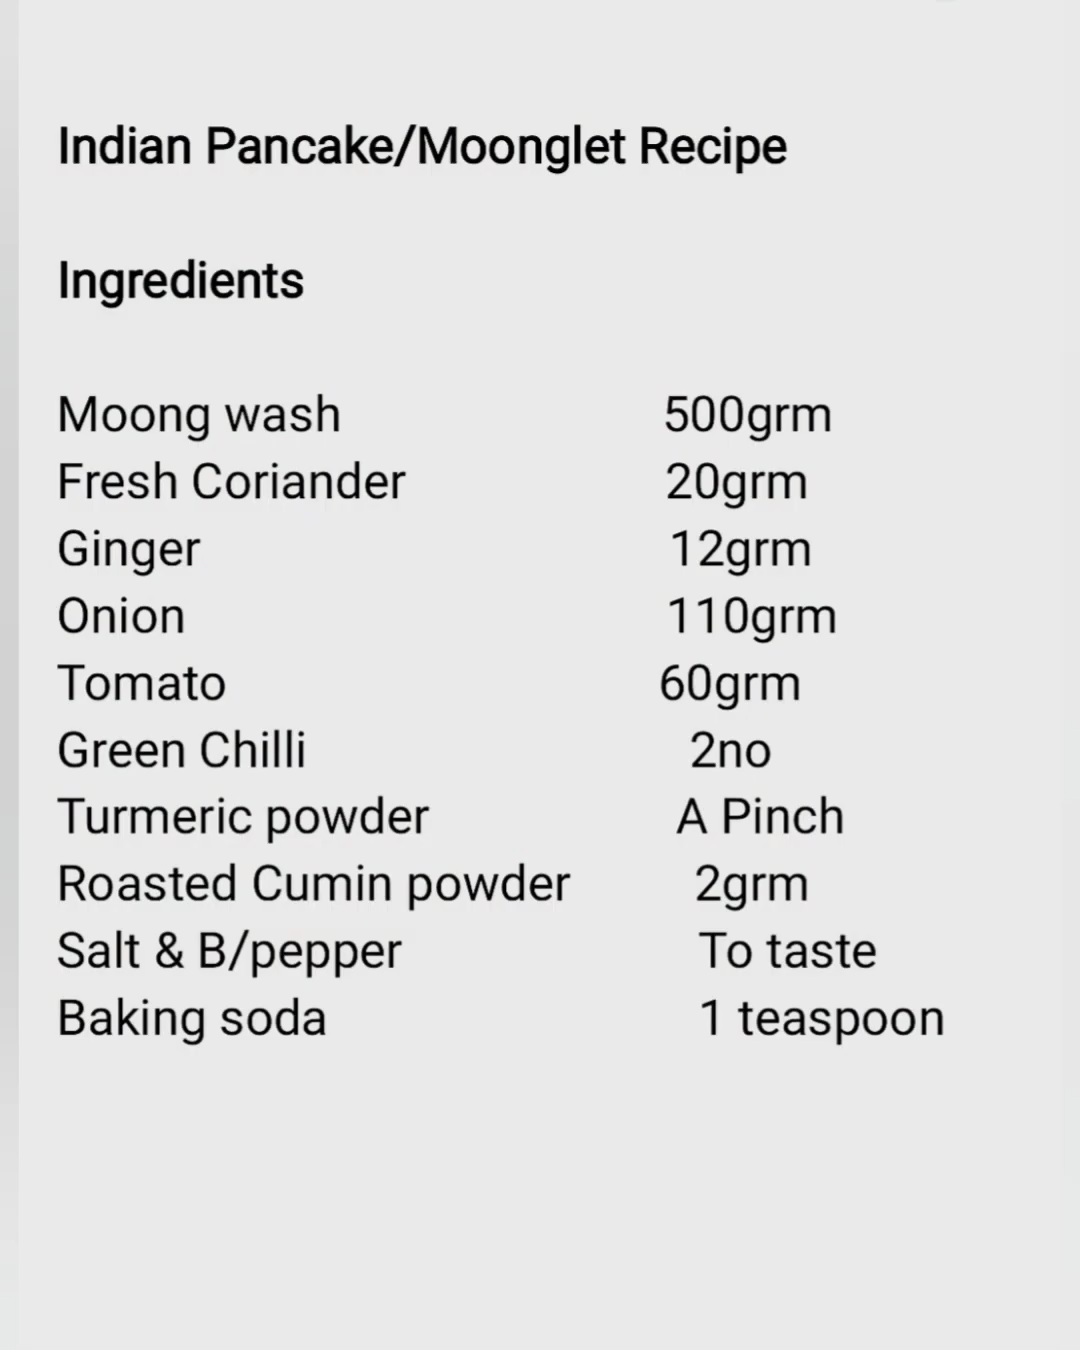 Indian Pancake/Moonglet Recipe
Ingredients
Moong wash 500grm
Fresh Coriander 20grm
Ginger 12grm
Onion 110grm
Tomato 60grm
Green Chilli 2no
Turmeric powder A Pinch
Roasted Cumin powder 2grm
Salt & B/pepper To taste
Baking soda 1 teaspoon